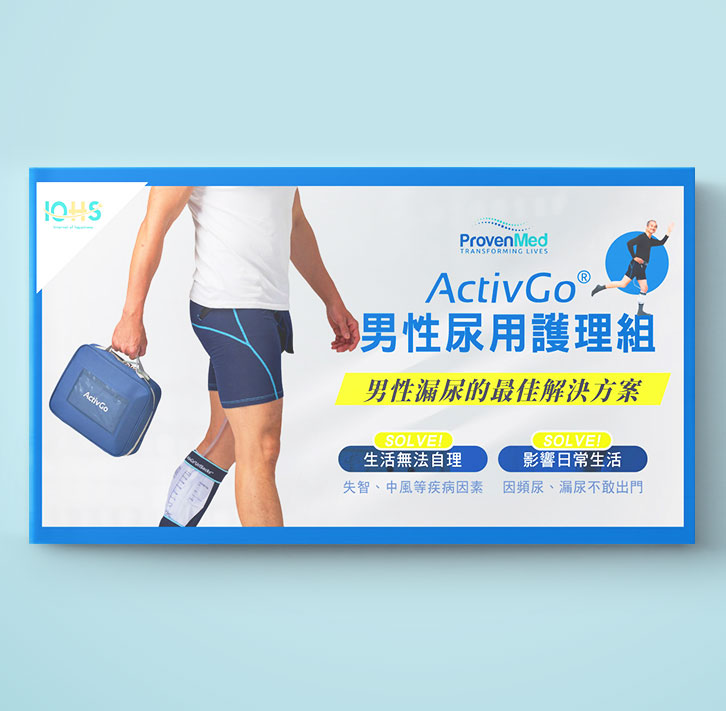 IOHS
ProvenMed
TRANSFORMING LIVES
ActivGo®
男性尿用護理組
男性漏尿的最佳解決方案
SOLVE!
生活無法自理
失智、中風等疾病因素
SOLVE!
影響日常生活
因頻尿、漏尿不敢出門
ActivGo